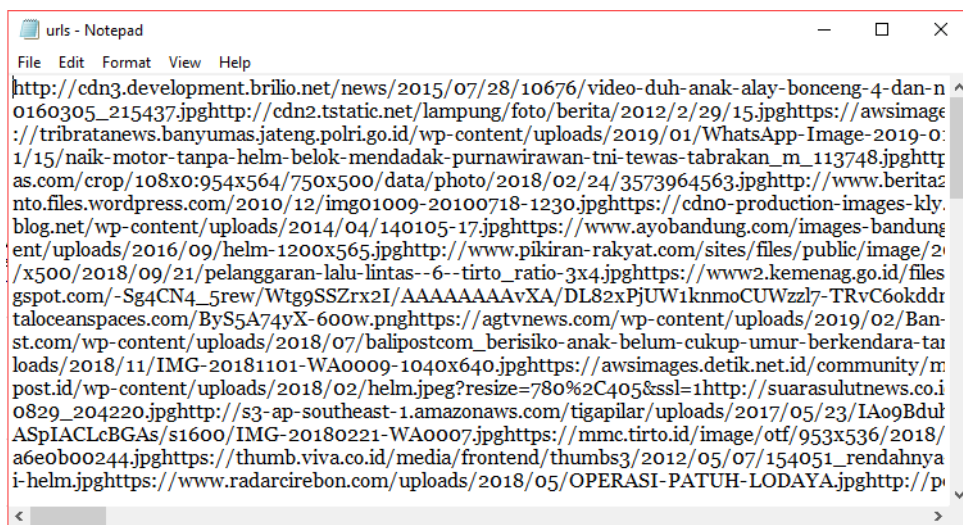 urls - Notepad
File Edit Format View Help
http://cdn3.development.brilio.net/news/2015/07/28/10676/video-duh-anak-alay-bonceng-4-dan-n
0160305_215437.jpghttp://cdn2.tstatic.net/lampung/foto/berita/2012/2/29/15.jpghttps://awsimage
://tribratanews.banyumas.jateng.polri.go.id/wp-content/uploads/2019/01/WhatsApp-Image-2019-01
1/15/naik-motor-tanpa-helm-belok-mendadak-purnawirawan-tni-tewas-tabrakan_m_113748.jpghttp
as.com/crop/108x0:954x564/750x500/data/photo/2018/02/24/3573964563.jpghttp://www.berita2
nto.files.wordpress.com/2010/12/img01009-20100718-1230.jpghttps://cdn0-production-images-kly.
blog.net/wp-content/uploads/2014/04/140105-17.jpghttps://www.ayobandung.com/images-bandung
ent/uploads/2016/09/helm-1200x565.jpghttp://www.pikiran-rakyat.com/sites/files/public/image/20
/x500/2018/09/21/pelanggaran-lalu-lintas--6--tirto_ratio-3x4.jpghttps://www2.kemenag.go.id/files
gspot.com/-Sg4CN4_5rew/Wtg9SSZrx2I/AAAAAAAAvXA/DL82xPjUW1knmoCUWzzl7-TRvC6okddr
taloceanspaces.com/ByS5A74yX-600w.pnghttps://agtvnews.com/wp-content/uploads/2019/02/Ban-
st.com/wp-content/uploads/2018/07/balipostcom_berisiko-anak-belum-cukup-umur-berkendara-tan
loads/2018/11/IMG-20181101-WA0009-1040x640.jpghttps://awsimages.detik.net.id/community/m
post.id/wp-content/uploads/2018/02/helm.jpeg?resize=780%2C405&ssl=1http://suarasulutnews.co.i
0829_204220.jpghttp://s3-ap-southeast-1.amazonaws.com/tigapilar/uploads/2017/05/23/IAo9Bduh
ASpIACLcBGAs/s1600/IMG-20180221-WA0007.jpghttps://mmc.tirto.id/image/otf/953x536/2018/
a6e0b00244.jpghttps://thumb.viva.co.id/media/frontend/thumbs3/2012/05/07/154051_rendahnya
i-helm.jpghttps://www.radarcirebon.com/uploads/2018/05/OPERASI-PATUH-LODAYA.jpghttp://po